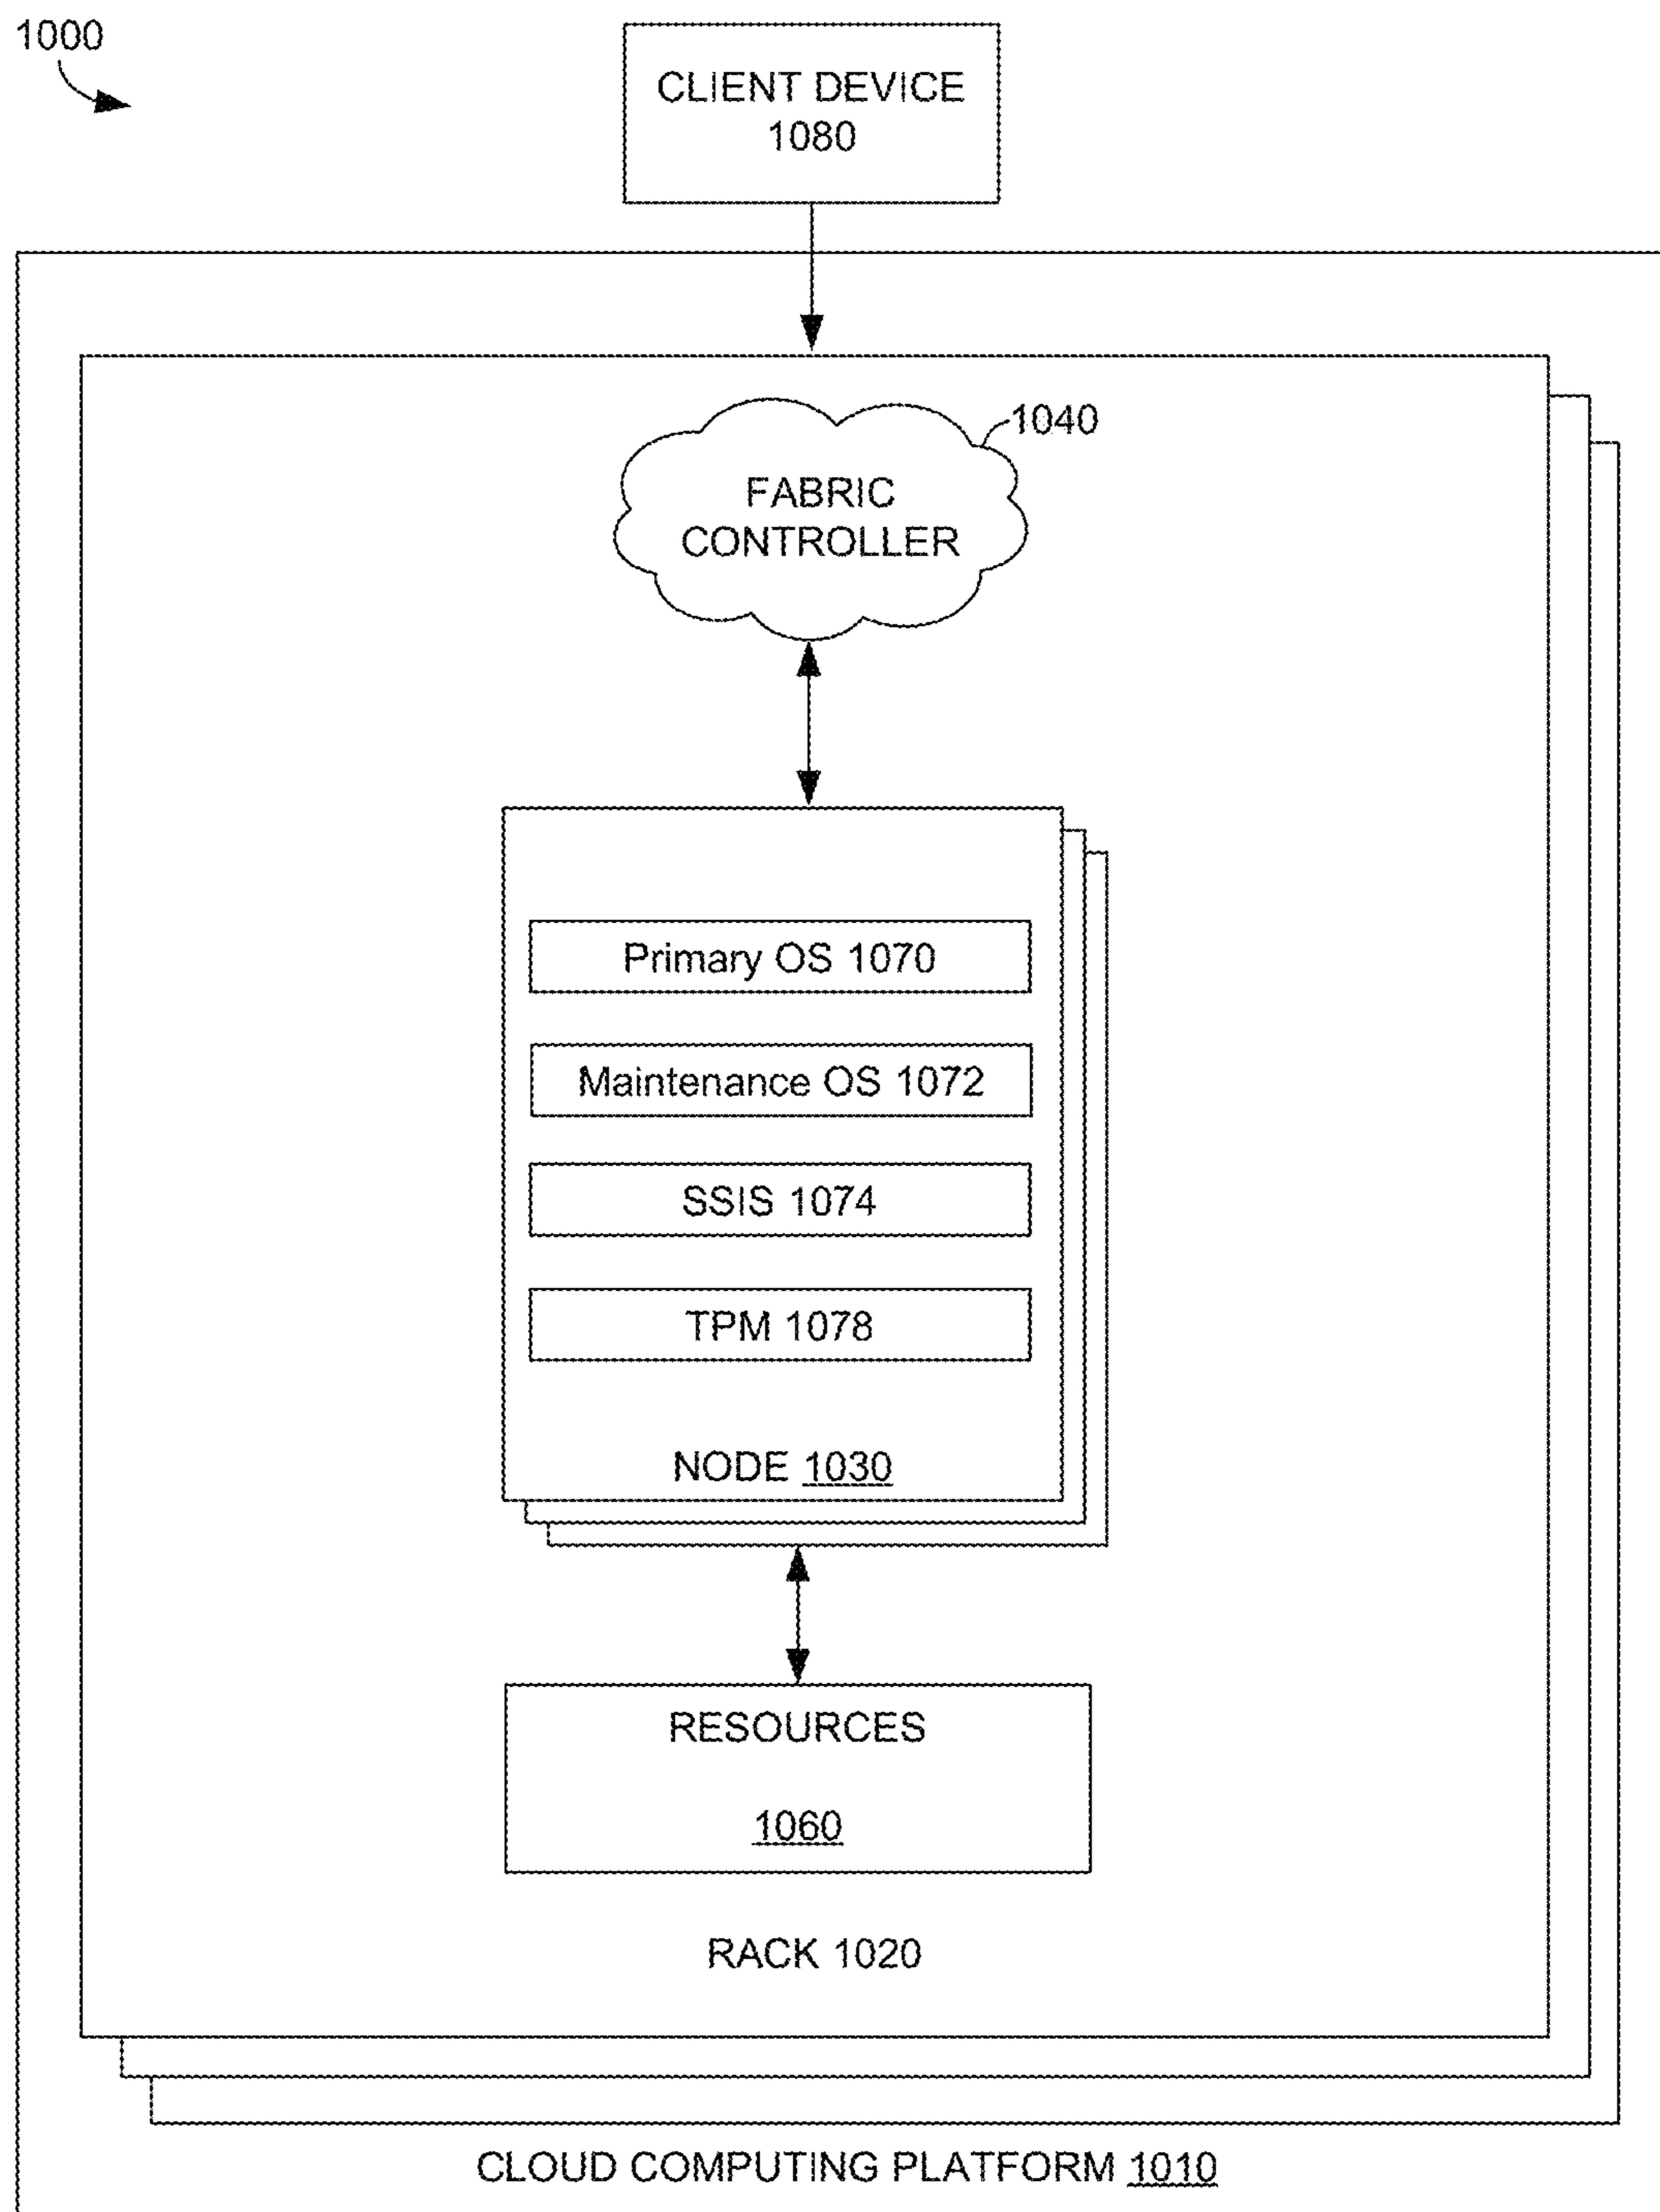 1000
CLIENT DEVICE
1080
1040
FABRIC
CONTROLLER
Primary OS 1070
Maintenance OS 1072
SSIS 1074
TPM 1078
NODE 1030
RESOURCES
1060
RACK 1020
CLOUD COMPUTING PLATFORM 1010